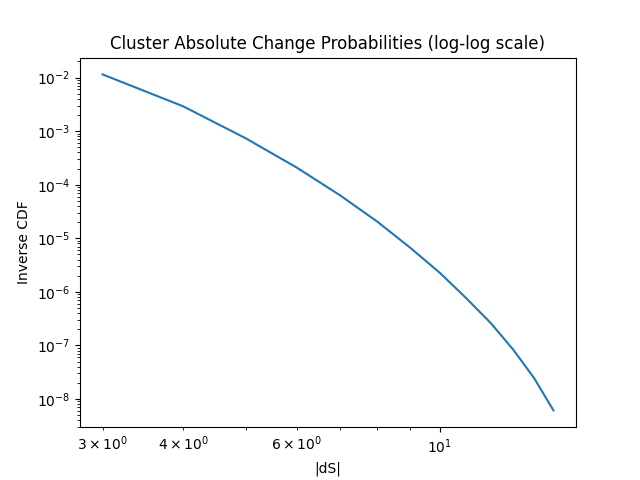 Cluster Absolute Change Probabilities (log-log scale)
Inverse CDF
10⁻²
10⁻³
10⁻⁴
10⁻⁵
10⁻⁶
10⁻⁷
10⁻⁸
3 × 10⁰ 4 × 10⁰ 6 × 10⁰ 10¹
|dS|